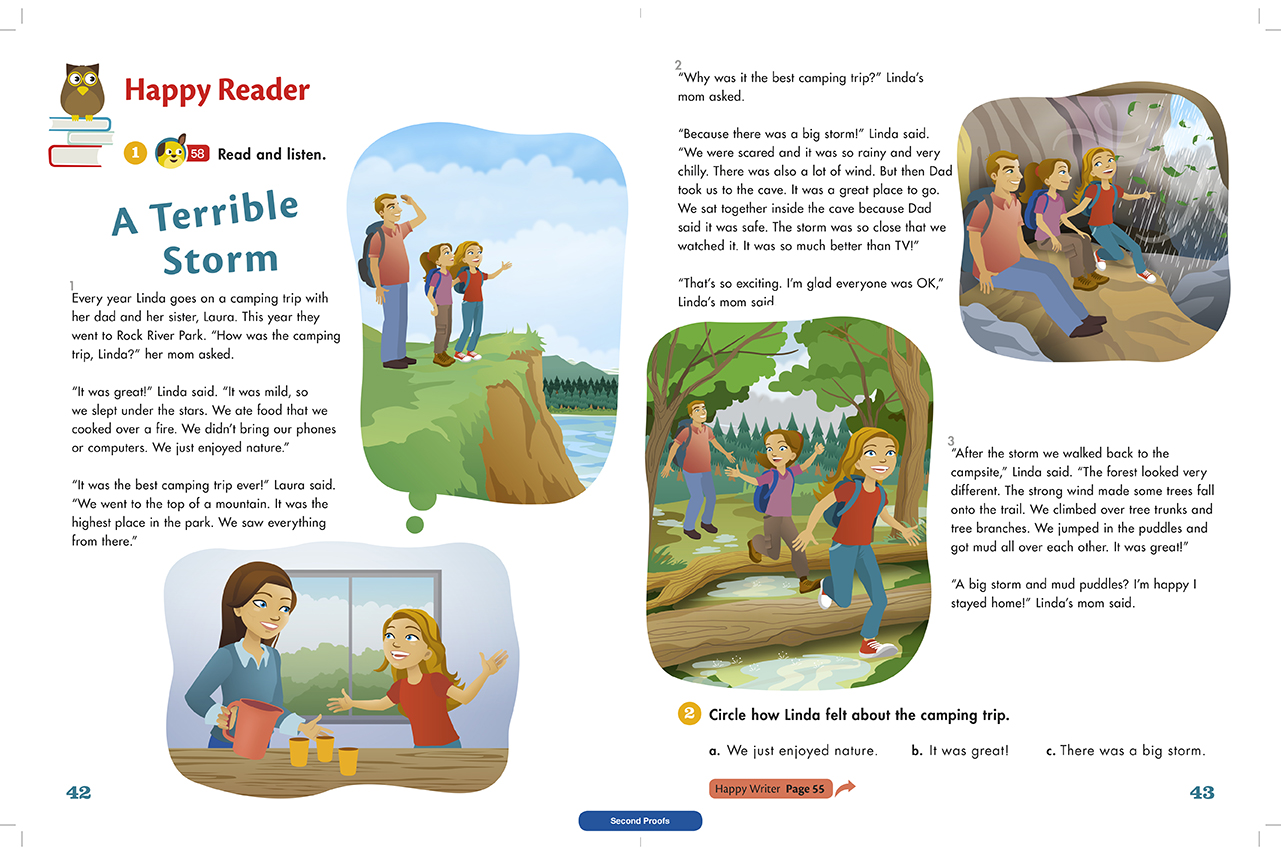 Happy Reader
1 58 Read and listen.
A Terrible
Storm
1
Every year Linda goes on a camping trip with
her dad and her sister, Laura. This year they
went to Rock River Park. “How was the camping
trip, Linda?” her mom asked.
“It was great!” Linda said. “It was mild, so
we slept under the stars. We ate food that we
cooked over a fire. We didn’t bring our phones
or computers. We just enjoyed nature.”
“It was the best camping trip ever!” Laura said.
“We went to the top of a mountain. It was the
highest place in the park. We saw everything
from there.”
42
2
“Why was it the best camping trip?” Linda’s
mom asked.
“Because there was a big storm!” Linda said.
“We were scared and it was so rainy and very
chilly. There was also a lot of wind. But then Dad
took us to the cave. It was a great place to go.
We sat together inside the cave because Dad
said it was safe. The storm was so close that we
watched it. It was so much better than TV!”
“That’s so exciting. I’m glad everyone was OK,”
Linda’s mom said
3
“After the storm we walked back to the
campsite,” Linda said. “The forest looked very
different. The strong wind made some trees fall
onto the trail. We climbed over tree trunks and
tree branches. We jumped in the puddles and
got mud all over each other. It was great!”
“A big storm and mud puddles? I’m happy I
stayed home!” Linda’s mom said.
2 Circle how Linda felt about the camping trip.
a. We just enjoyed nature. b. It was great! c. There was a big storm.
Happy Writer Page 55
43
Second Proofs